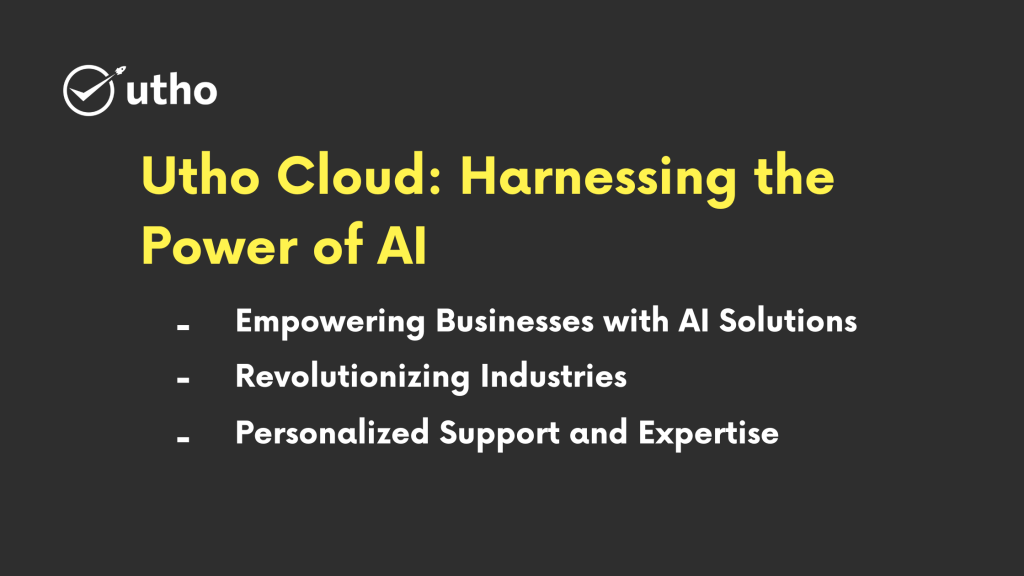 utho
Utho Cloud: Harnessing the
Power of AI
- Empowering Businesses with AI Solutions
- Revolutionizing Industries
- Personalized Support and Expertise